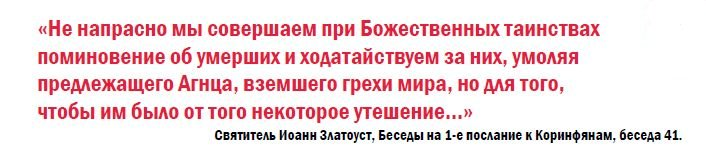 «Не напрасно мы совершаем при Божественных таинствах
поминовение об умерших и ходатайствуем за них, умоляя
предлежащего Агнца, вземшего грехи мира, но для того,
чтобы им было от того некоторое утешение...»
Святитель Иоанн Златоуст, Беседы на 1-е послание к Коринфянам, беседа 41.